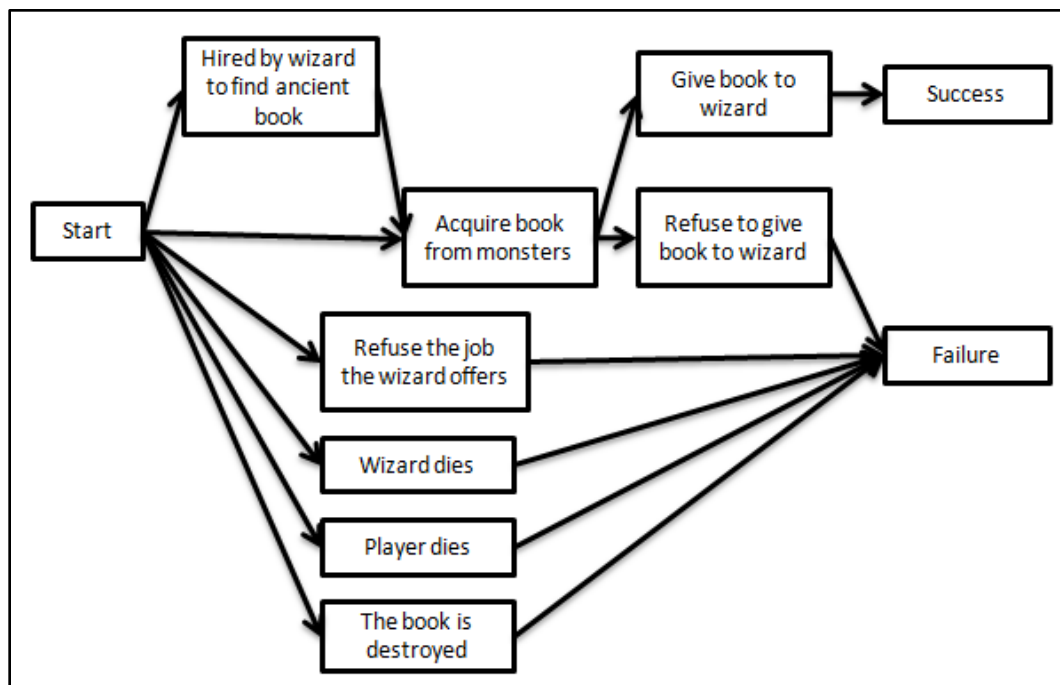 Hired by wizard
to find ancient
book
Give book to
wizard
Success
Start
Acquire book
from monsters
Refuse to give
book to wizard
Refuse the job
the wizard offers
Failure
Wizard dies
Player dies
The book is
destroyed